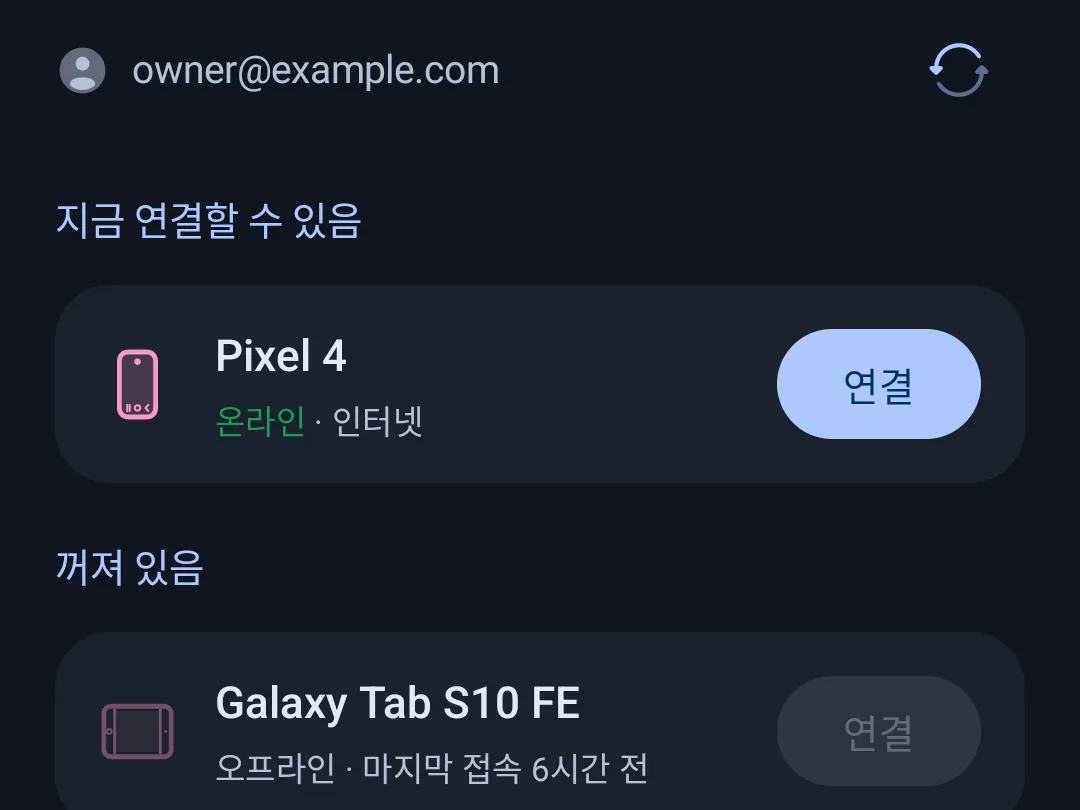 owner@example.com
지금 연결할 수 있음
Pixel 4
연결
온라인 · 인터넷
꺼져 있음
Galaxy Tab S10 FE
연결
오프라인 · 마지막 접속 6시간 전